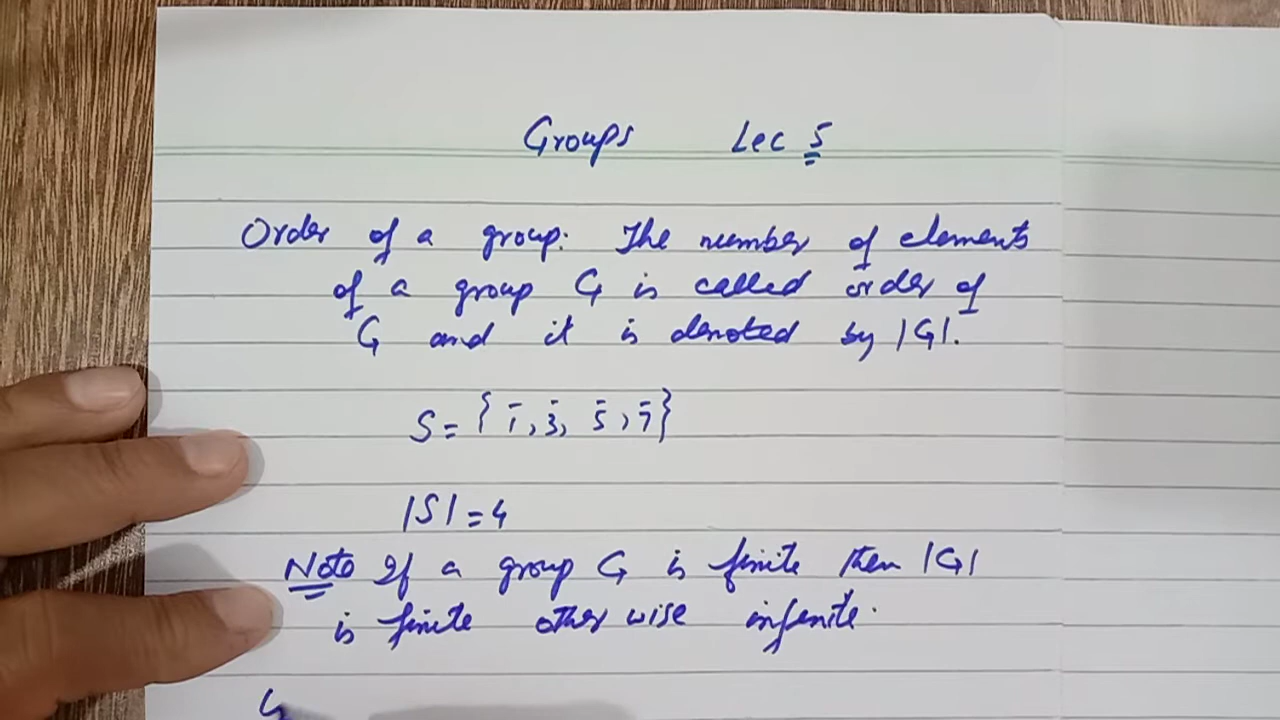 Groups Lec 5
Order of a group: The number of elements
of a group G is called order of
G and it is denoted by |G|.
S = { 1̄, 3̄, 5̄, 7̄ }
|S| = 4
Note If a group G is finite then |G|
is finite other wise infinite.